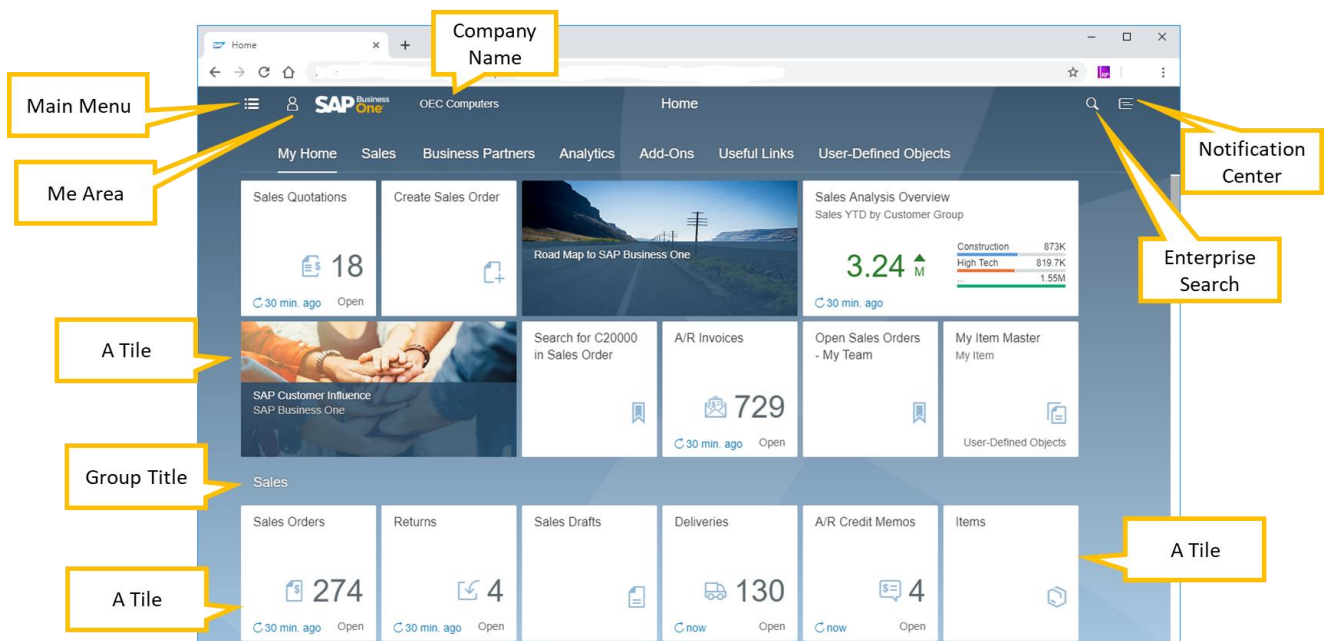 Company
Name
Home
Main Menu
SAP Business One
OEC Computers
Home
Notification
Center
Me Area
My Home Sales Business Partners Analytics Add-Ons Useful Links User-Defined Objects
Enterprise
Search
Sales Quotations
18
30 min. ago Open
Create Sales Order
Road Map to SAP Business One
Sales Analysis Overview
Sales YTD by Customer Group
3.24 M
Construction 873K
High Tech 819.7K
... 1.55M
30 min. ago
A Tile
SAP Customer Influence
SAP Business One
Search for C20000
in Sales Order
A/R Invoices
729
30 min. ago Open
Open Sales Orders
- My Team
My Item Master
My Item
User-Defined Objects
Group Title
Sales
A Tile
Sales Orders
274
30 min. ago Open
Returns
4
30 min. ago Open
Sales Drafts
Deliveries
130
now Open
A/R Credit Memos
4
now Open
Items
A Tile